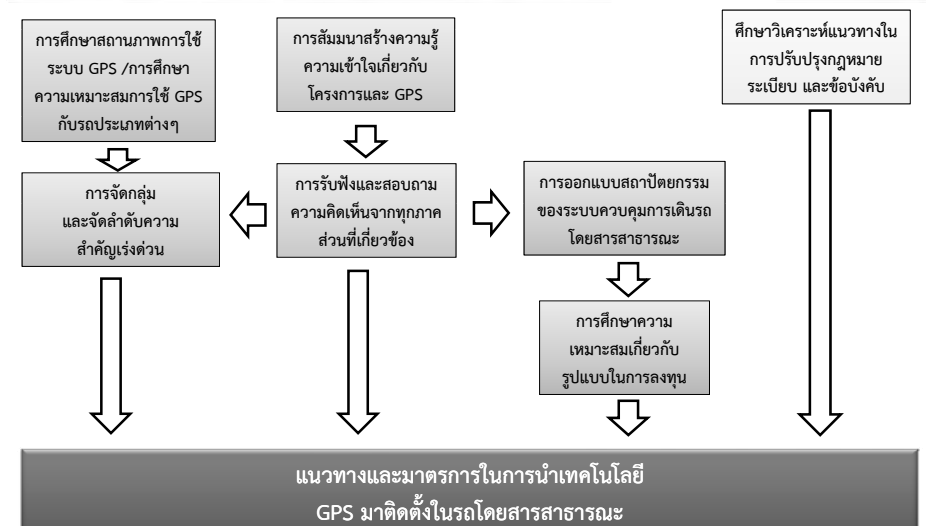 การศึกษาสถานภาพการใช้
ระบบ GPS /การศึกษา
ความเหมาะสมการใช้ GPS
กับรถประเภทต่างๆ
การสัมมนาสร้างความรู้
ความเข้าใจเกี่ยวกับ
โครงการและ GPS
ศึกษาวิเคราะห์แนวทางใน
การปรับปรุงกฎหมาย
ระเบียบ และข้อบังคับ
การจัดกลุ่ม
และจัดลำดับความ
สำคัญเร่งด่วน
การรับฟังและสอบถาม
ความคิดเห็นจากทุกภาค
ส่วนที่เกี่ยวข้อง
การออกแบบสถาปัตยกรรม
ของระบบควบคุมการเดินรถ
โดยสารสาธารณะ
การศึกษาความ
เหมาะสมเกี่ยวกับ
รูปแบบในการลงทุน
แนวทางและมาตรการในการนำเทคโนโลยี
GPS มาติดตั้งในรถโดยสารสาธารณะ